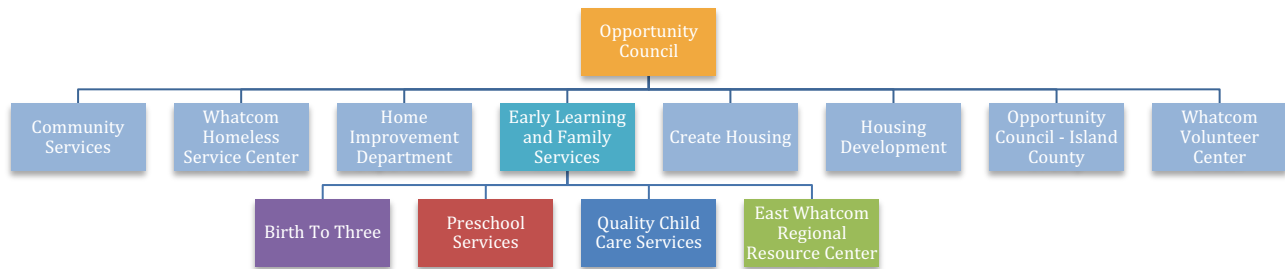 Opportunity
Council
Community
Services
Whatcom
Homeless
Service Center
Home
Improvement
Department
Early Learning
and Family
Services
Create Housing
Housing
Development
Opportunity
Council - Island
County
Whatcom
Volunteer
Center
Birth To Three
Preschool
Services
Quality Child
Care Services
East Whatcom
Regional
Resource Center